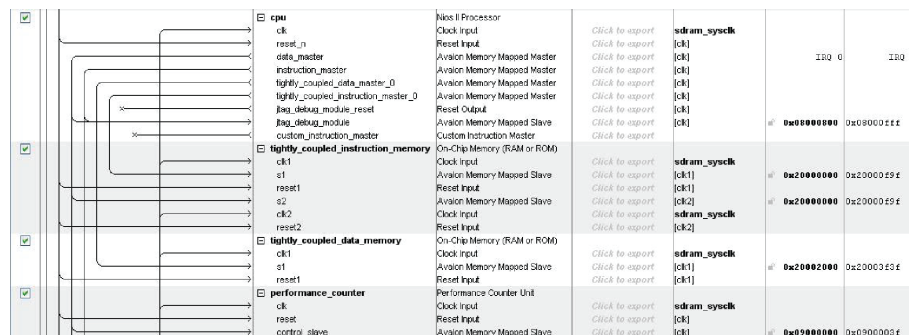 cpu Nios II Processor
clk Clock Input Click to export sdram_sysclk
reset_n Reset Input Click to export [clk]
data_master Avalon Memory Mapped Master Click to export [clk] IRQ 0 IRQ
instruction_master Avalon Memory Mapped Master Click to export [clk]
tightly_coupled_data_master_0 Avalon Memory Mapped Master Click to export [clk]
tightly_coupled_instruction_master_0 Avalon Memory Mapped Master Click to export [clk]
jtag_debug_module_reset Reset Output Click to export [clk]
jtag_debug_module Avalon Memory Mapped Slave Click to export [clk] 0x08000800 0x08000fff
custom_instruction_master Custom Instruction Master Click to export
tightly_coupled_instruction_memory On-Chip Memory (RAM or ROM)
clk1 Clock Input Click to export sdram_sysclk
s1 Avalon Memory Mapped Slave Click to export [clk1] 0x20000000 0x20000f9f
reset1 Reset Input Click to export [clk1]
s2 Avalon Memory Mapped Slave Click to export [clk2] 0x20000000 0x20000f9f
clk2 Clock Input Click to export sdram_sysclk
reset2 Reset Input Click to export [clk2]
tightly_coupled_data_memory On-Chip Memory (RAM or ROM)
clk1 Clock Input Click to export sdram_sysclk
s1 Avalon Memory Mapped Slave Click to export [clk1] 0x20002000 0x20003f3f
reset1 Reset Input Click to export [clk1]
performance_counter Performance Counter Unit
clk Clock Input Click to export sdram_sysclk
reset Reset Input Click to export [clk]
control_slave Avalon Memory Mapped Slave Click to export [clk] 0x09000000 0x0900003f